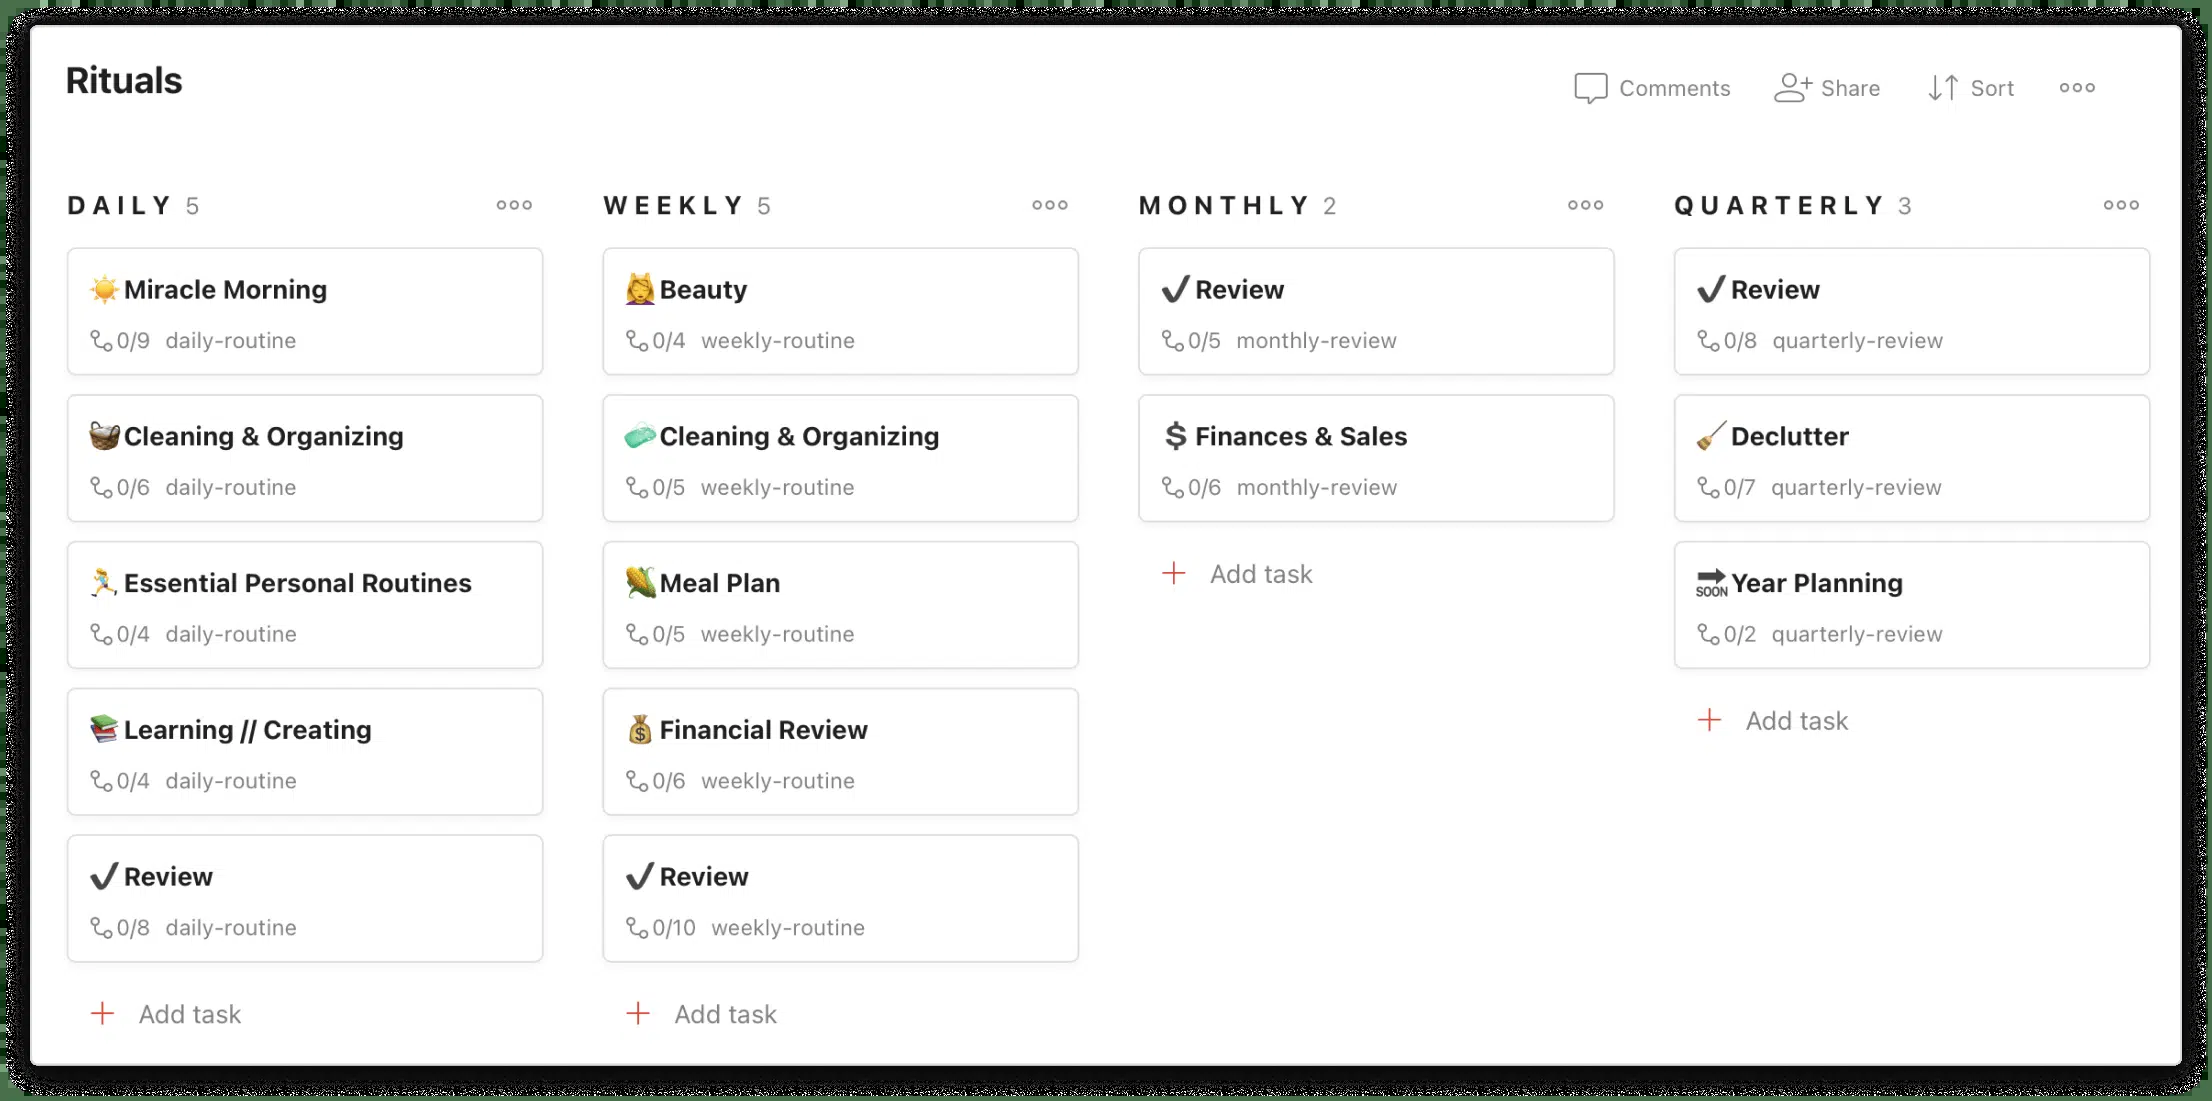 Rituals
Comments Share Sort
DAILY 5
Miracle Morning
0/9 daily-routine
Cleaning & Organizing
0/6 daily-routine
Essential Personal Routines
0/4 daily-routine
Learning // Creating
0/4 daily-routine
Review
0/8 daily-routine
Add task
WEEKLY 5
Beauty
0/4 weekly-routine
Cleaning & Organizing
0/5 weekly-routine
Meal Plan
0/5 weekly-routine
Financial Review
0/6 weekly-routine
Review
0/10 weekly-routine
Add task
MONTHLY 2
Review
0/5 monthly-review
$ Finances & Sales
0/6 monthly-review
Add task
QUARTERLY 3
Review
0/8 quarterly-review
Declutter
0/7 quarterly-review
SOON Year Planning
0/2 quarterly-review
Add task